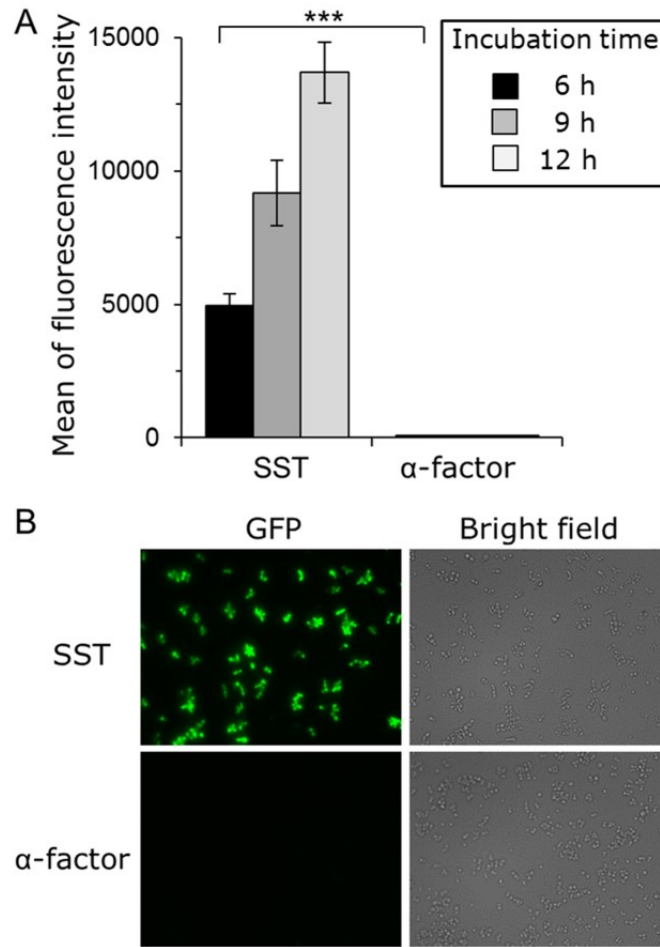 A
***
Incubation time
6 h
9 h
12 h
Mean of fluorescence intensity
15000
10000
5000
0
SST
α-factor
B
GFP
Bright field
SST
α-factor